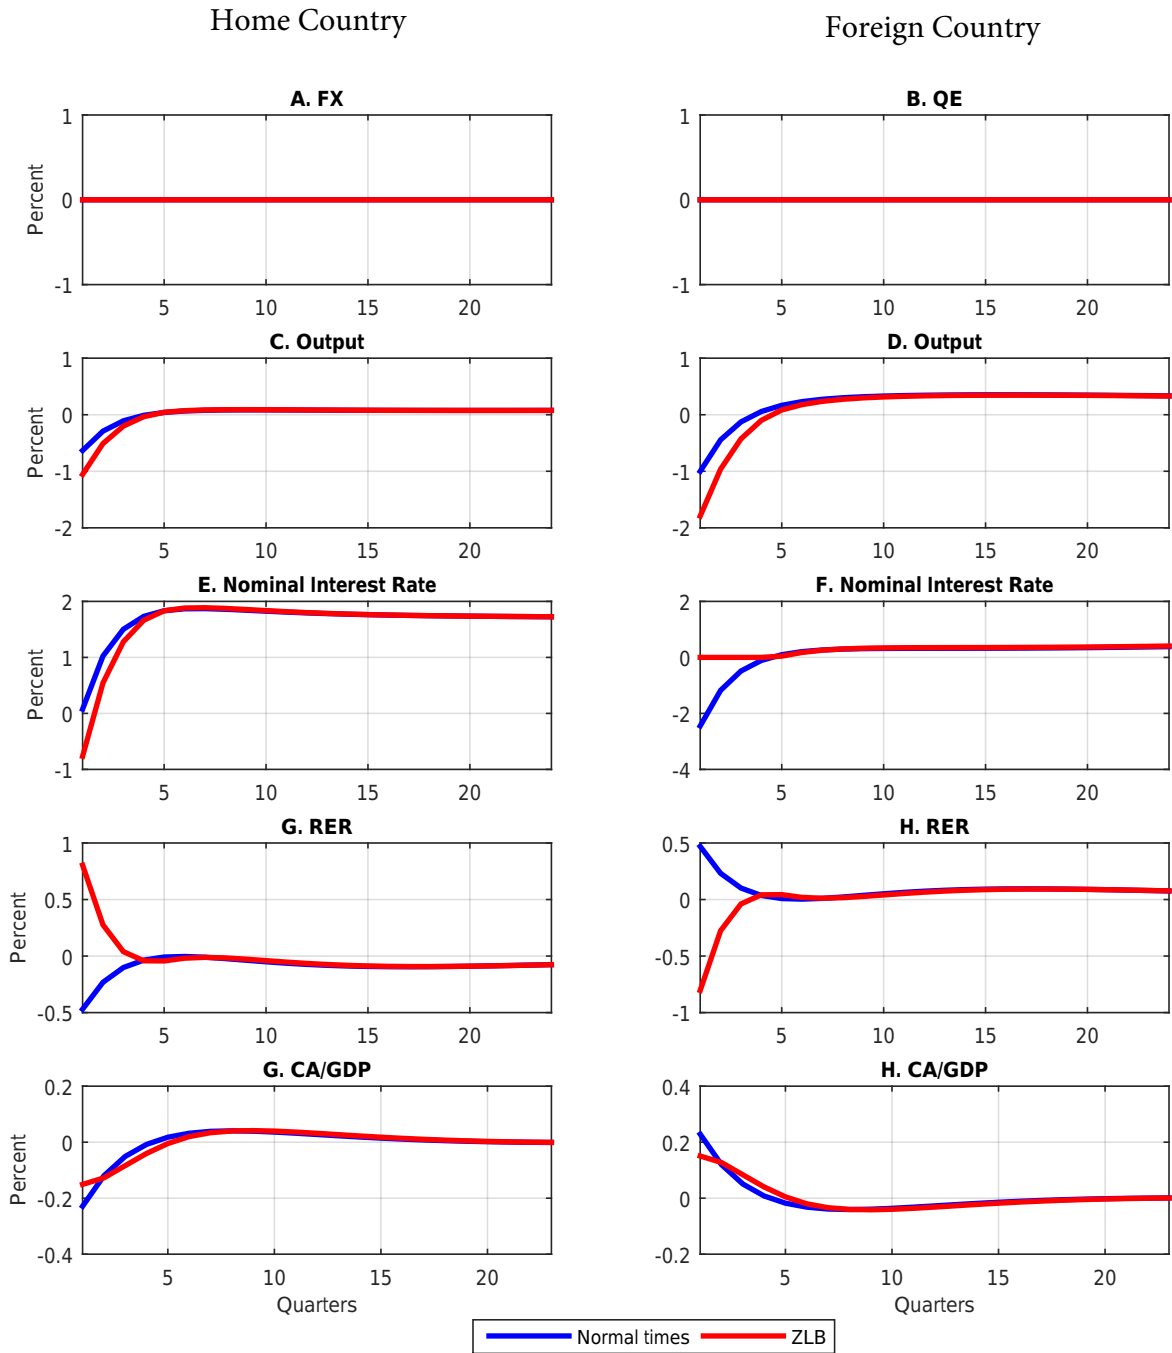 Home Country
Foreign Country
A. FX
Percent
1
0
-1
5 10 15 20
B. QE
1
0
-1
5 10 15 20
C. Output
Percent
1
0
-1
-2
5 10 15 20
D. Output
1
0
-1
-2
5 10 15 20
E. Nominal Interest Rate
Percent
2
1
0
-1
5 10 15 20
F. Nominal Interest Rate
2
0
-2
-4
5 10 15 20
G. RER
Percent
1
0.5
0
-0.5
5 10 15 20
H. RER
0.5
0
-0.5
-1
5 10 15 20
G. CA/GDP
Percent
0.2
0
-0.2
-0.4
5 10 15 20
Quarters
H. CA/GDP
0.4
0.2
0
-0.2
5 10 15 20
Quarters
Normal times ZLB